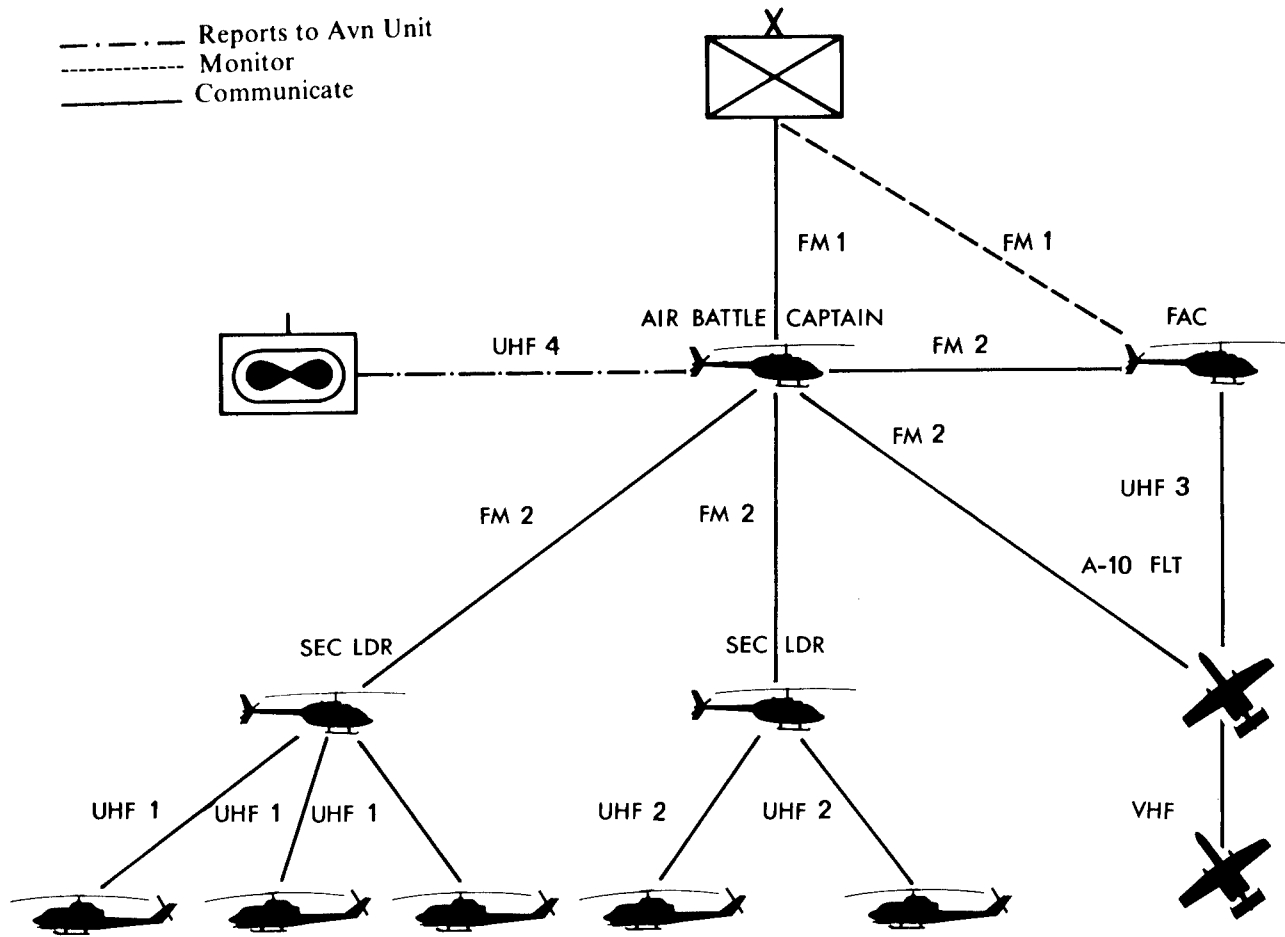 Reports to Avn Unit
Monitor
Communicate
X
FM 1
FM 1
AIR BATTLE CAPTAIN
FAC
UHF 4
FM 2
FM 2
UHF 3
FM 2
FM 2
A-10 FLT
SEC LDR
SEC LDR
UHF 1
UHF 1
UHF 1
UHF 2
UHF 2
VHF